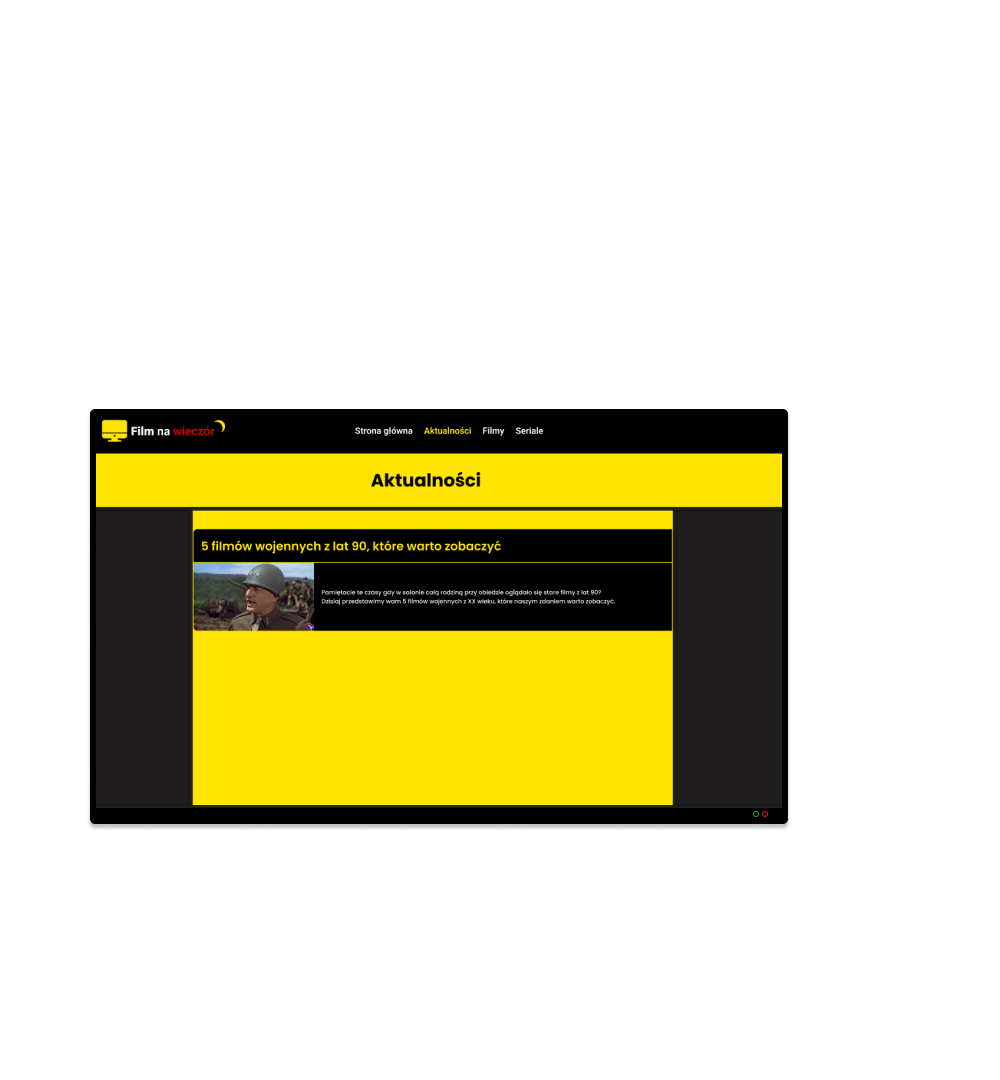 Film na wieczór
Strona główna Aktualności Filmy Seriale
Aktualności
5 filmów wojennych z lat 90, które warto zobaczyć
Pamiętacie te czasy gdy w salonie całą rodziną przy obiedzie oglądało się stare filmy z lat 90?
Dzisiaj przedstawimy wam 5 filmów wojennych z XX wieku, które naszym zdaniem warto zobaczyć.